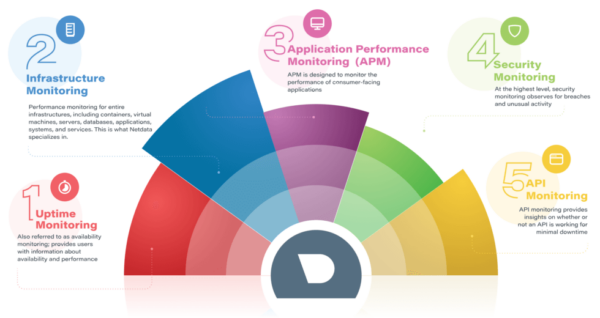 1
Uptime
Monitoring
Also referred to as availability
monitoring; provides users
with information about
availability and performance
2
Infrastructure
Monitoring
Performance monitoring for entire
infrastructures, including containers, virtual
machines, servers, databases, applications,
systems, and services. This is what Netdata
specializes in.
3
Application Performance
Monitoring (APM)
APM is designed to monitor the
performance of cmnsumer-facing
applications
4
Security
Monitoring
At the highest level, security
monitoring observes for breaches
and unusual activity
5
API
Monitoring
API menitoring provides
insights on whether or
not an API is working for
minimal downtime